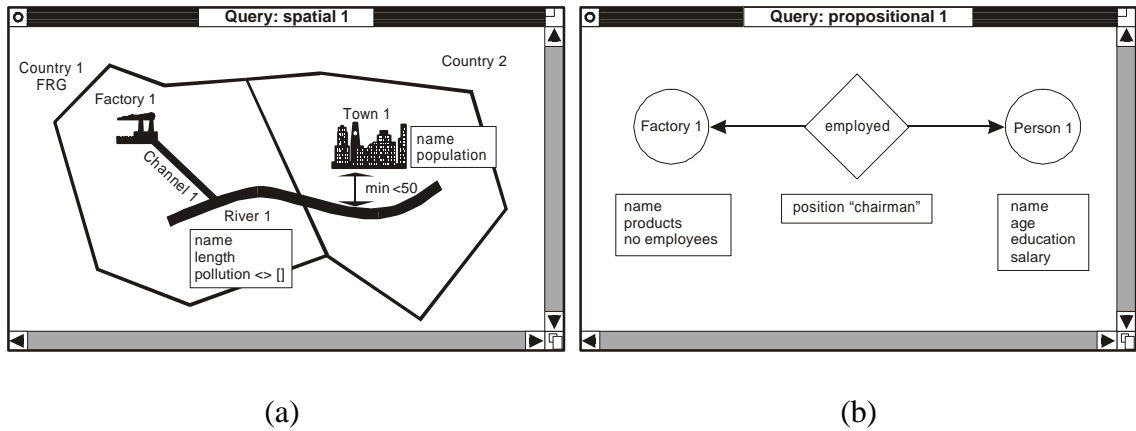 Query: spatial 1
Country 1
FRG
Country 2
Factory 1
Town 1
name
population
Channel 1
min <50
River 1
name
length
pollution <> []
Query: propositional 1
Factory 1
employed
Person 1
name
products
no employees
position “chairman”
name
age
education
salary
(a)
(b)